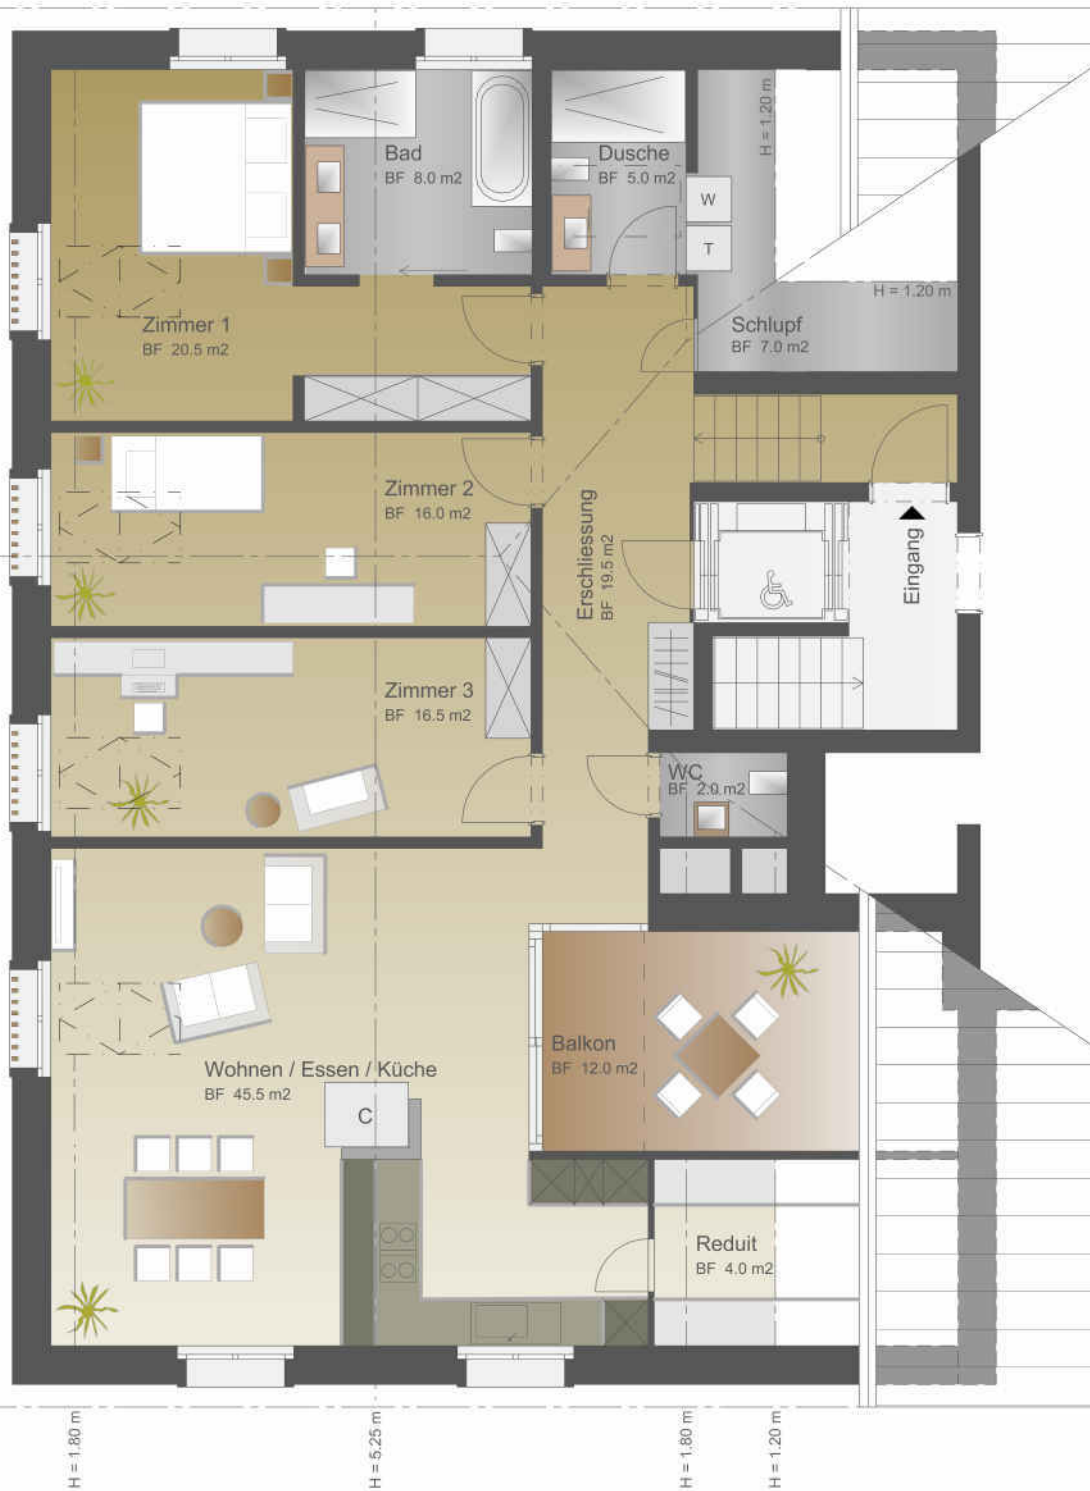 H = 1.20 m
Bad
BF 8.0 m2
Dusche
BF 5.0 m2
W
T
H = 1.20 m
Zimmer 1
BF 20.5 m2
Schlupf
BF 7.0 m2
Zimmer 2
BF 16.0 m2
Erschliessung
BF 19.5 m2
Eingang
Zimmer 3
BF 16.5 m2
WC
BF 2.0 m2
Balkon
BF 12.0 m2
Wohnen / Essen / Küche
BF 45.5 m2
C
Reduit
BF 4.0 m2
H = 1.80 m
H = 5.25 m
H = 1.80 m
H = 1.20 m